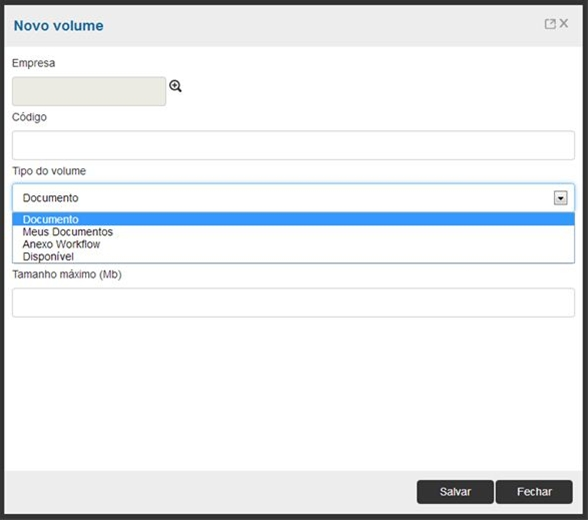 Novo volume
Empresa
Código
Tipo do volume
Documento
Documento
Meus Documentos
Anexo Workflow
Disponível
Tamanho máximo (Mb)
Salvar Fechar